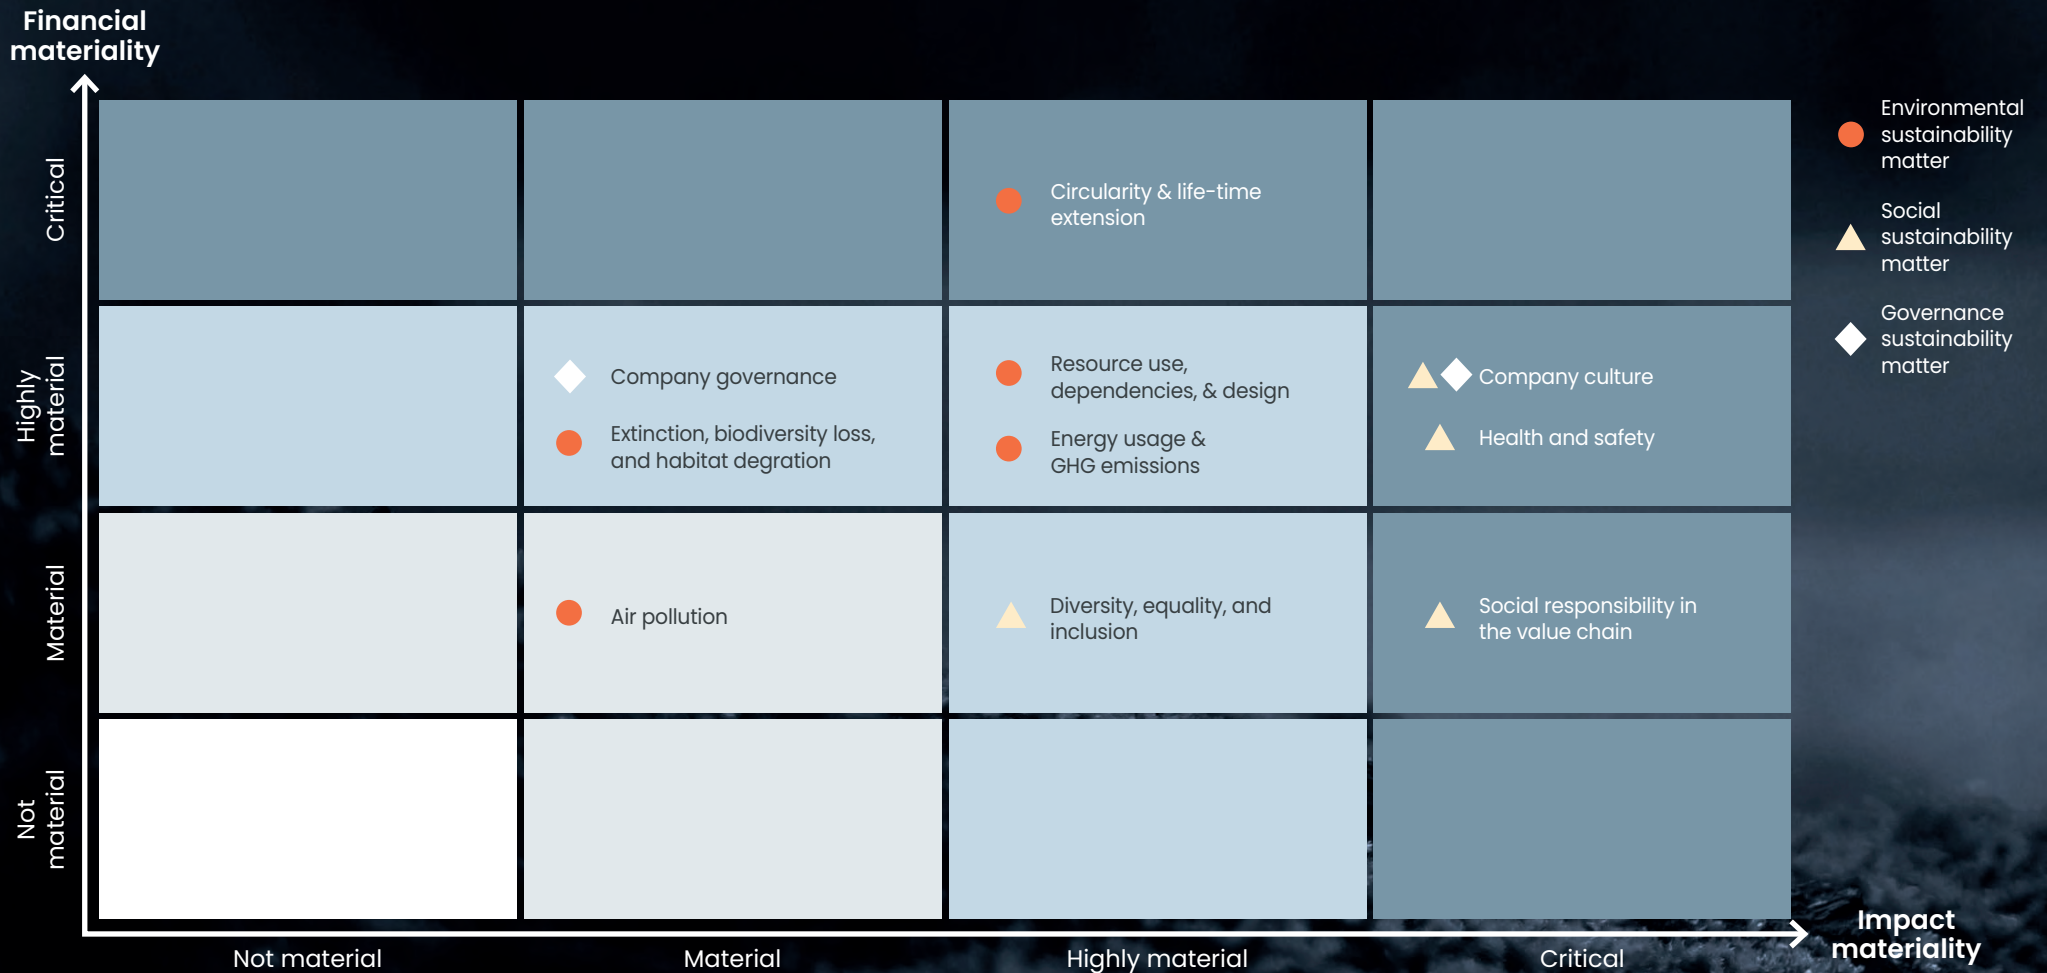 Financial
materiality
Critical
Highly
material
Material
Not
material
Circularity & life-time
extension
Company governance
Extinction, biodiversity loss,
and habitat degration
Resource use,
dependencies, & design
Energy usage &
GHG emissions
Company culture
Health and safety
Air pollution
Diversity, equality, and
inclusion
Social responsibility in
the value chain
Not material
Material
Highly material
Critical
Impact
materiality
Environmental
sustainability
matter
Social
sustainability
matter
Governance
sustainability
matter